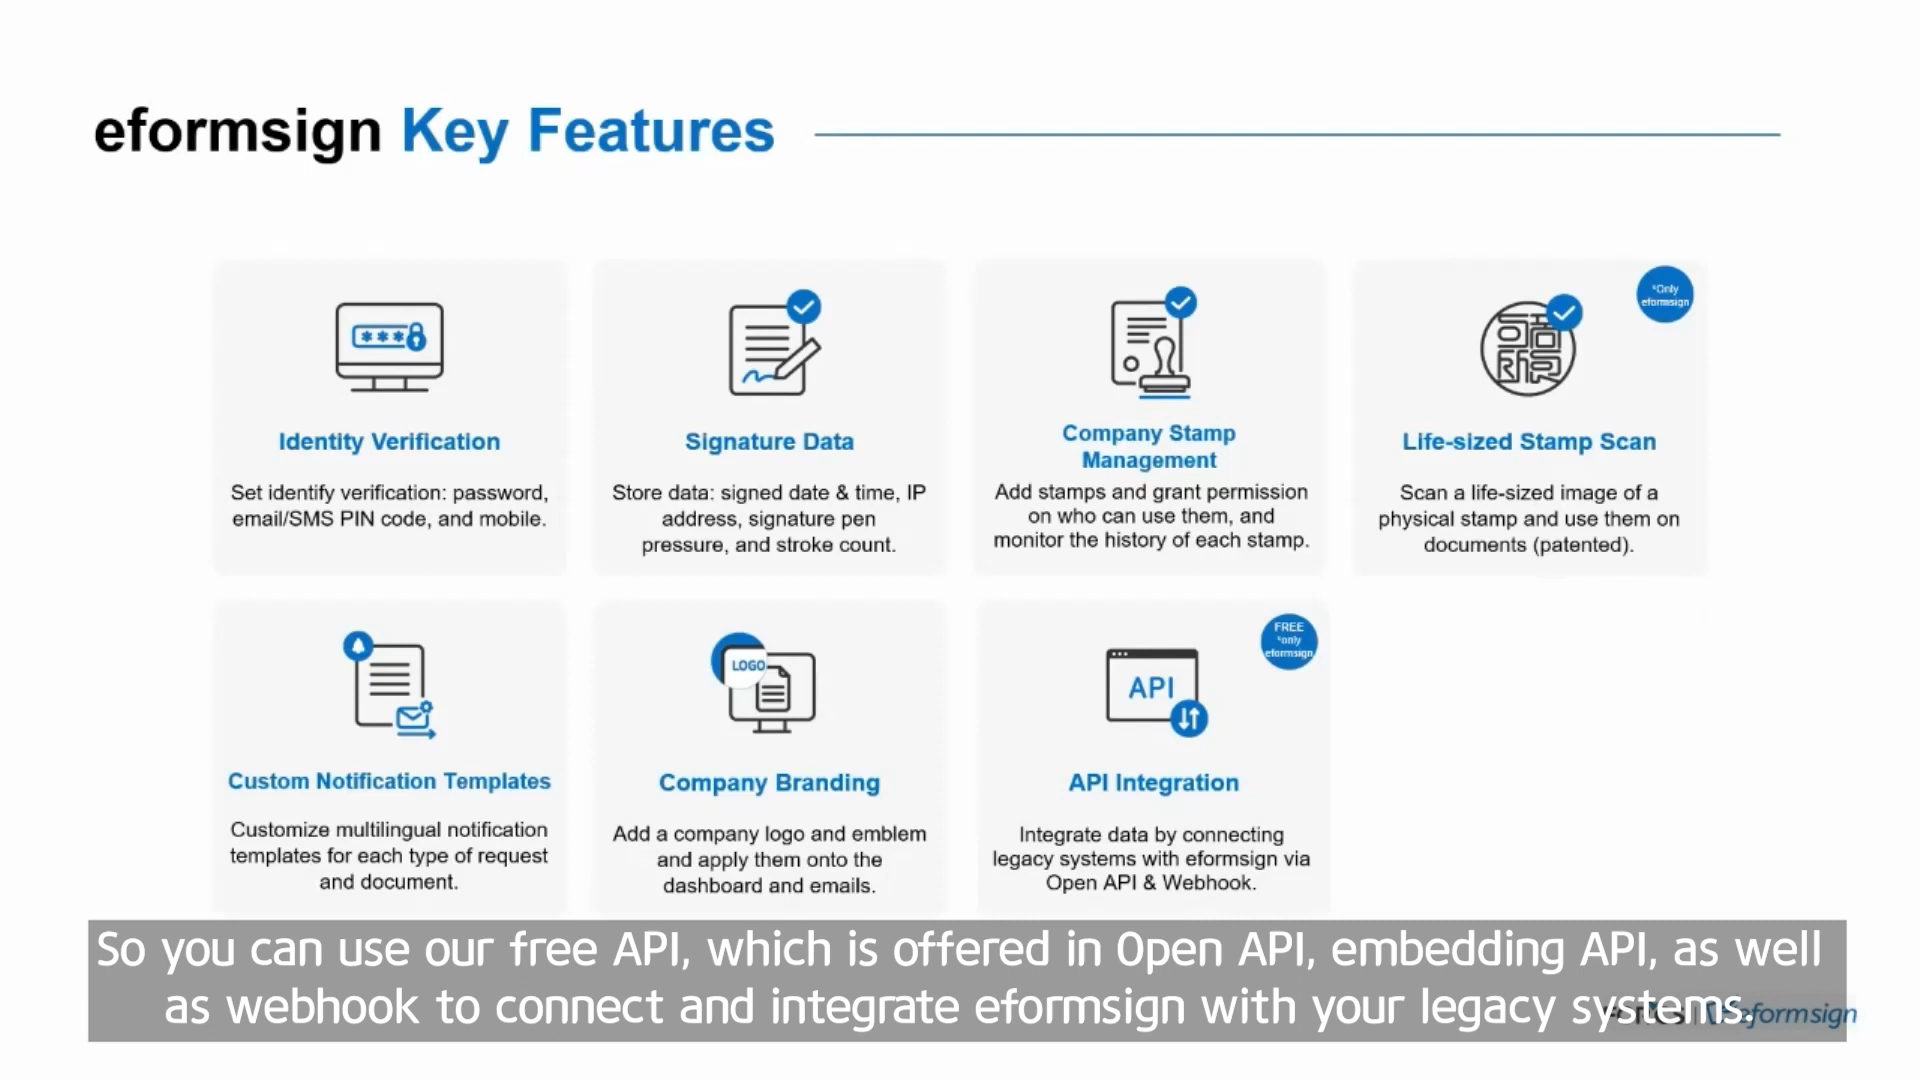 eformsign Key Features
*Only
eformsign
***
Identity Verification
Set identify verification: password,
email/SMS PIN code, and mobile.
Signature Data
Store data: signed date & time, IP
address, signature pen
pressure, and stroke count.
Company Stamp
Management
Add stamps and grant permission
on who can use them, and
monitor the history of each stamp.
Life-sized Stamp Scan
Scan a life-sized image of a
physical stamp and use them on
documents (patented).
Custom Notification Templates
Customize multilingual notification
templates for each type of request
and document.
LOGO
Company Branding
Add a company logo and emblem
and apply them onto the
dashboard and emails.
FREE
*only
eformsign
API
API Integration
Integrate data by connecting
legacy systems with eformsign via
Open API & Webhook.
So you can use our free API, which is offered in Open API, embedding API, as well
as webhook to connect and integrate eformsign with your legacy systems.
eformsign